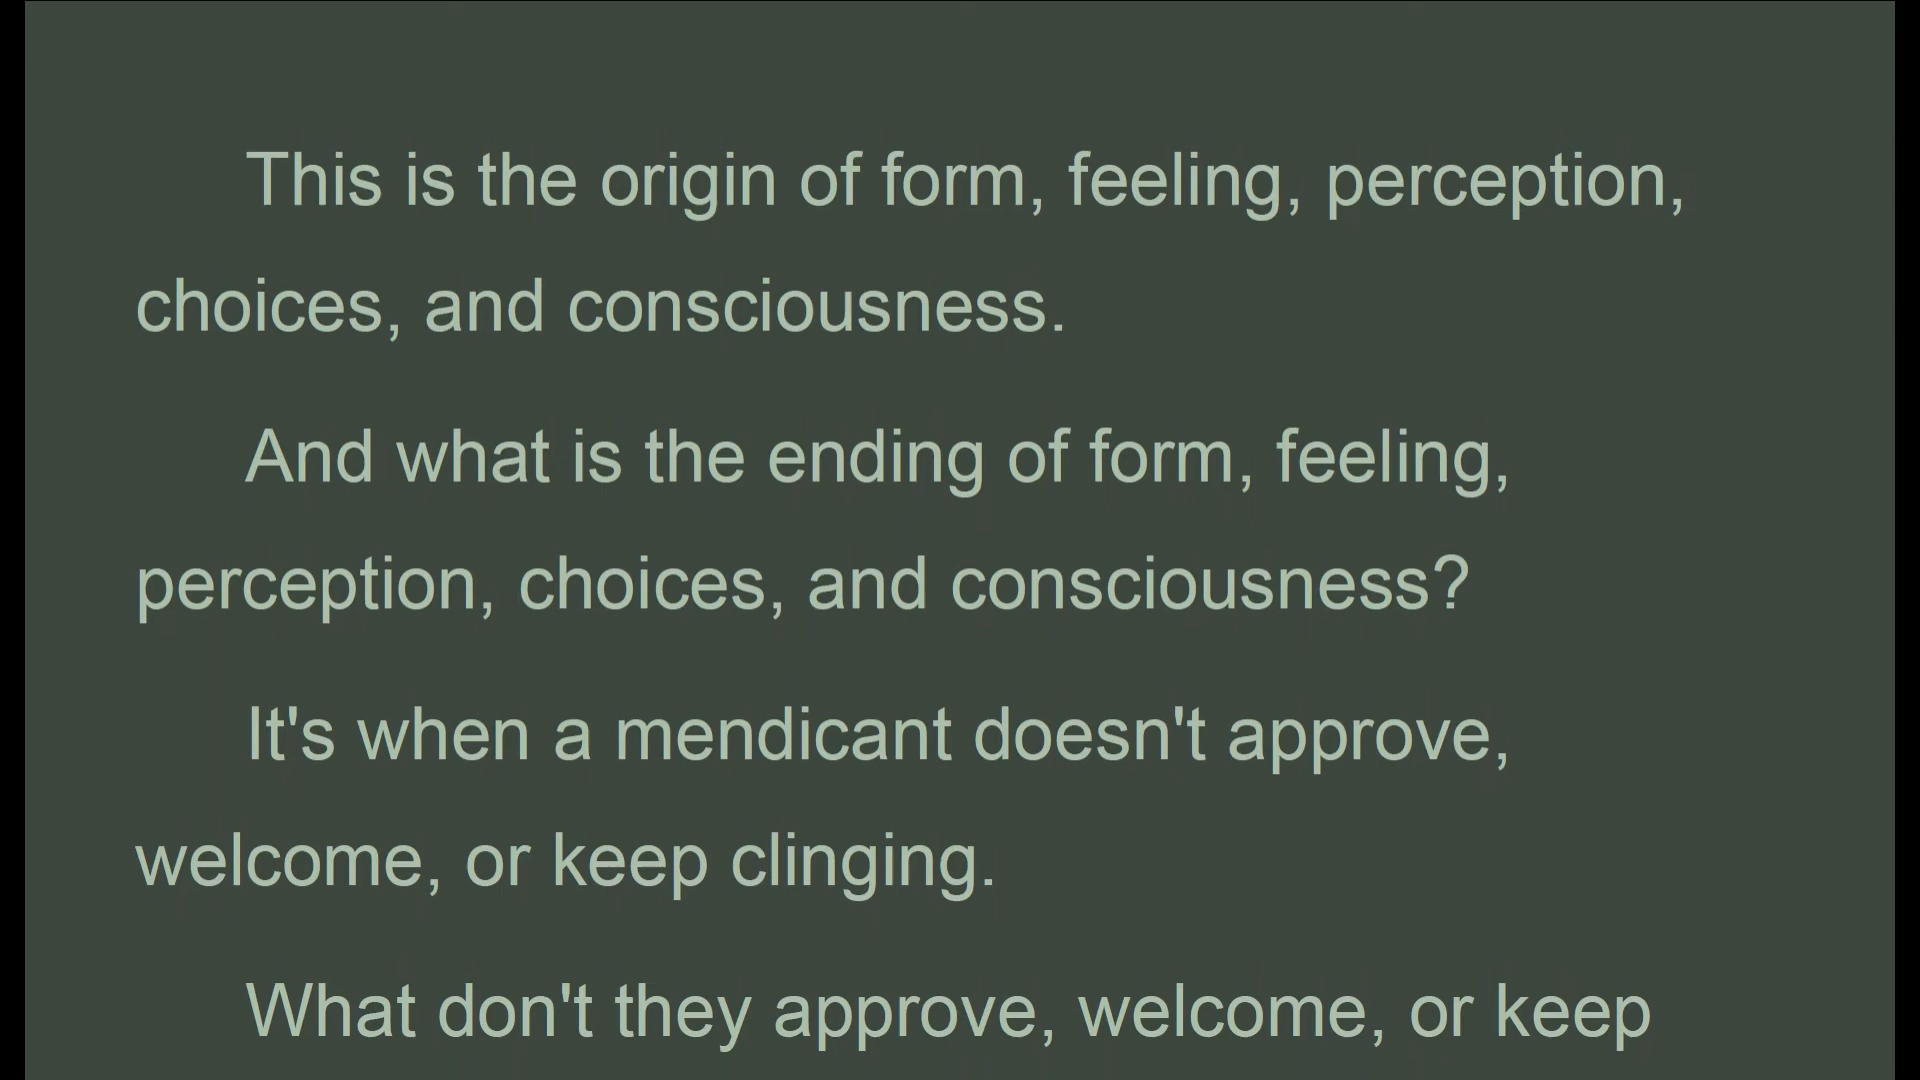 This is the origin of form, feeling, perception,
choices, and consciousness.
And what is the ending of form, feeling,
perception, choices, and consciousness?
It's when a mendicant doesn't approve,
welcome, or keep clinging.
What don't they approve, welcome, or keep